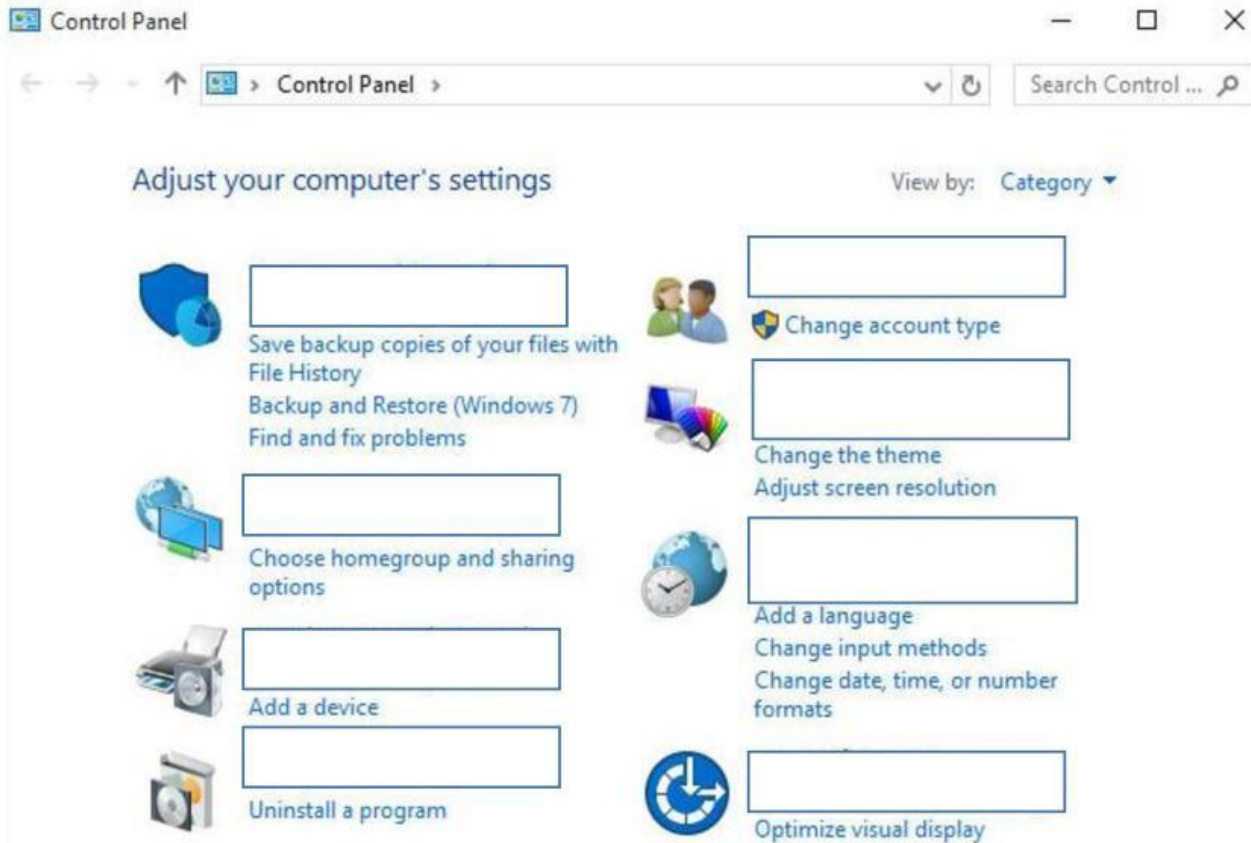 Control Panel
Control Panel
Search Control ...
Adjust your computer's settings
View by: Category
Save backup copies of your files with
File History
Backup and Restore (Windows 7)
Find and fix problems
Choose homegroup and sharing
options
Add a device
Uninstall a program
Change account type
Change the theme
Adjust screen resolution
Add a language
Change input methods
Change date, time, or number
formats
Optimize visual display